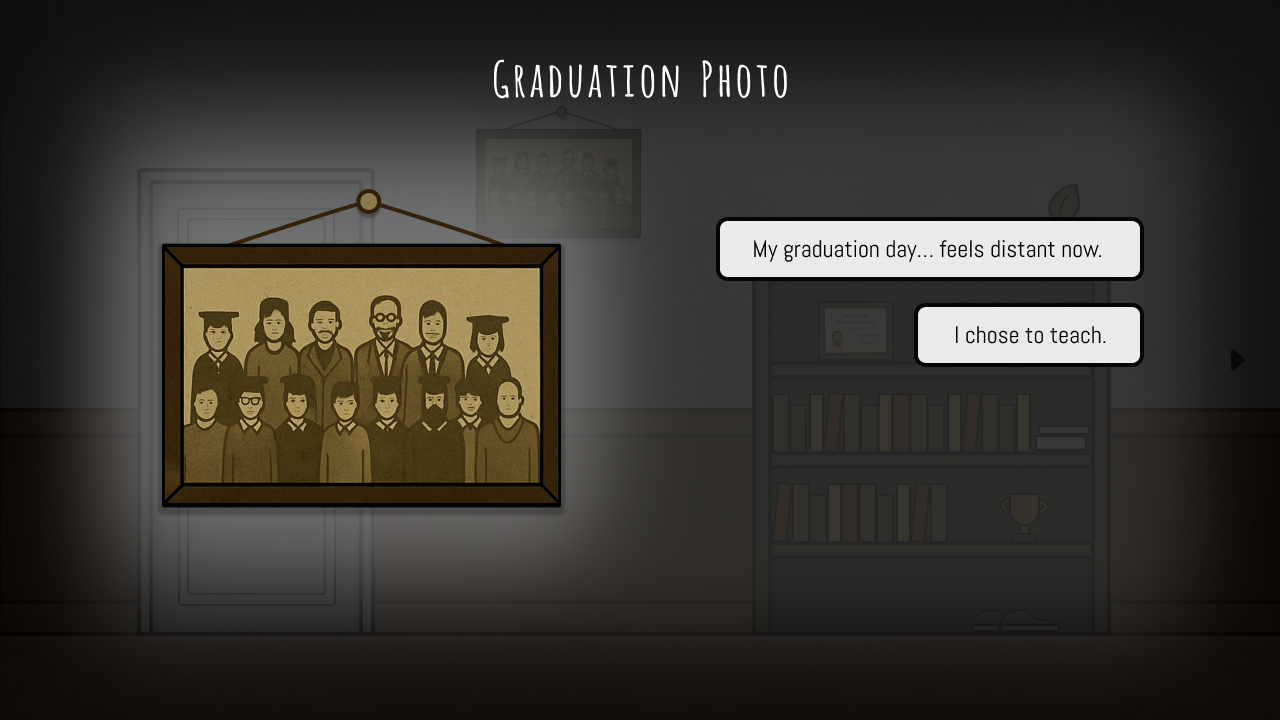 Graduation Photo
My graduation day... feels distant now.
I chose to teach.